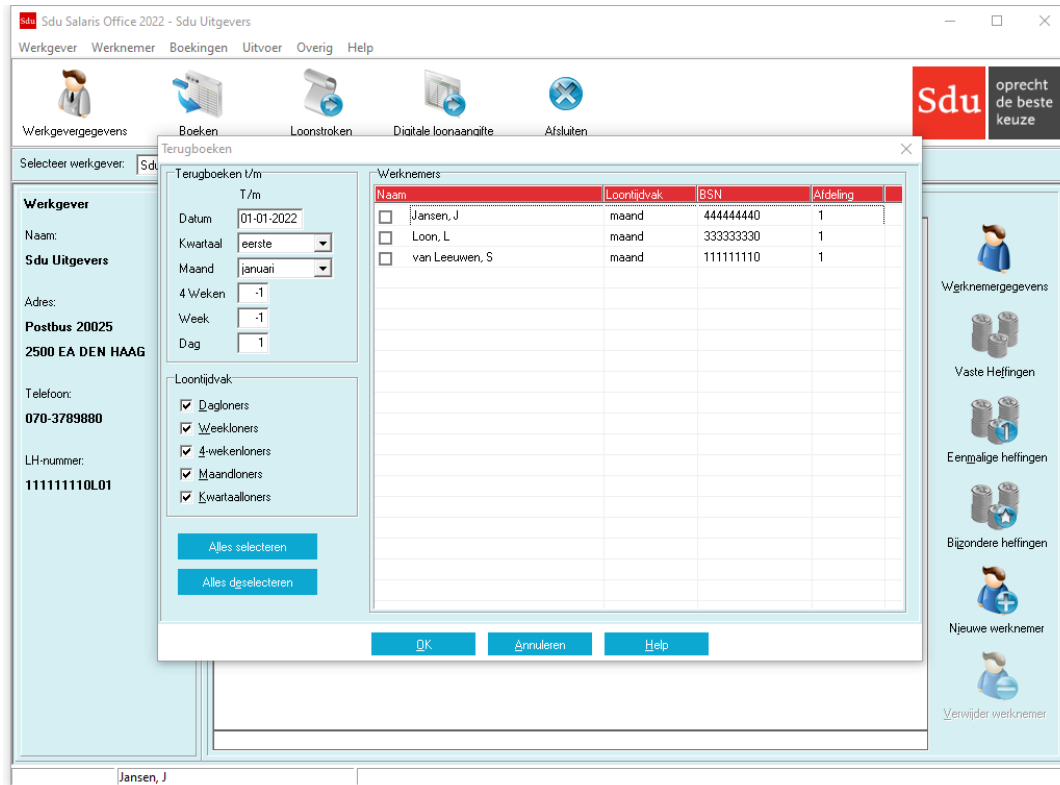 Sdu Sdu Salaris Office 2022 - Sdu Uitgevers
Werkgever Werknemer Boekingen Uitvoer Overig Help
Werkgevergegevens Boeken Loonstroken Digitale loonaangifte Afsluiten
Sdu oprecht
de beste
keuze
Selecteer werkgever: Sdu
Werkgever
Naam:
Sdu Uitgevers
Adres:
Postbus 20025
2500 EA DEN HAAG
Telefoon:
070-3789880
LH-nummer:
111111110L01
Terugboeken
Terugboeken t/m
T/m
Datum 01-01-2022
Kwartaal eerste
Maand januari
4 Weken -1
Week -1
Dag 1
Loontijdvak
Dagloners
Weekloners
4-wekenloners
Maandloners
Kwartaalloners
Alles selecteren
Alles deselecteren
Werknemers
Naam Loontijdvak BSN Afdeling
Jansen, J maand 444444440 1
Loon, L maand 333333330 1
van Leeuwen, S maand 111111110 1
OK Annuleren Help
Werknemergegevens
Vaste Heffingen
1
Eenmalige heffingen
Bijzondere heffingen
Nieuwe werknemer
Verwijder werknemer
Jansen, J